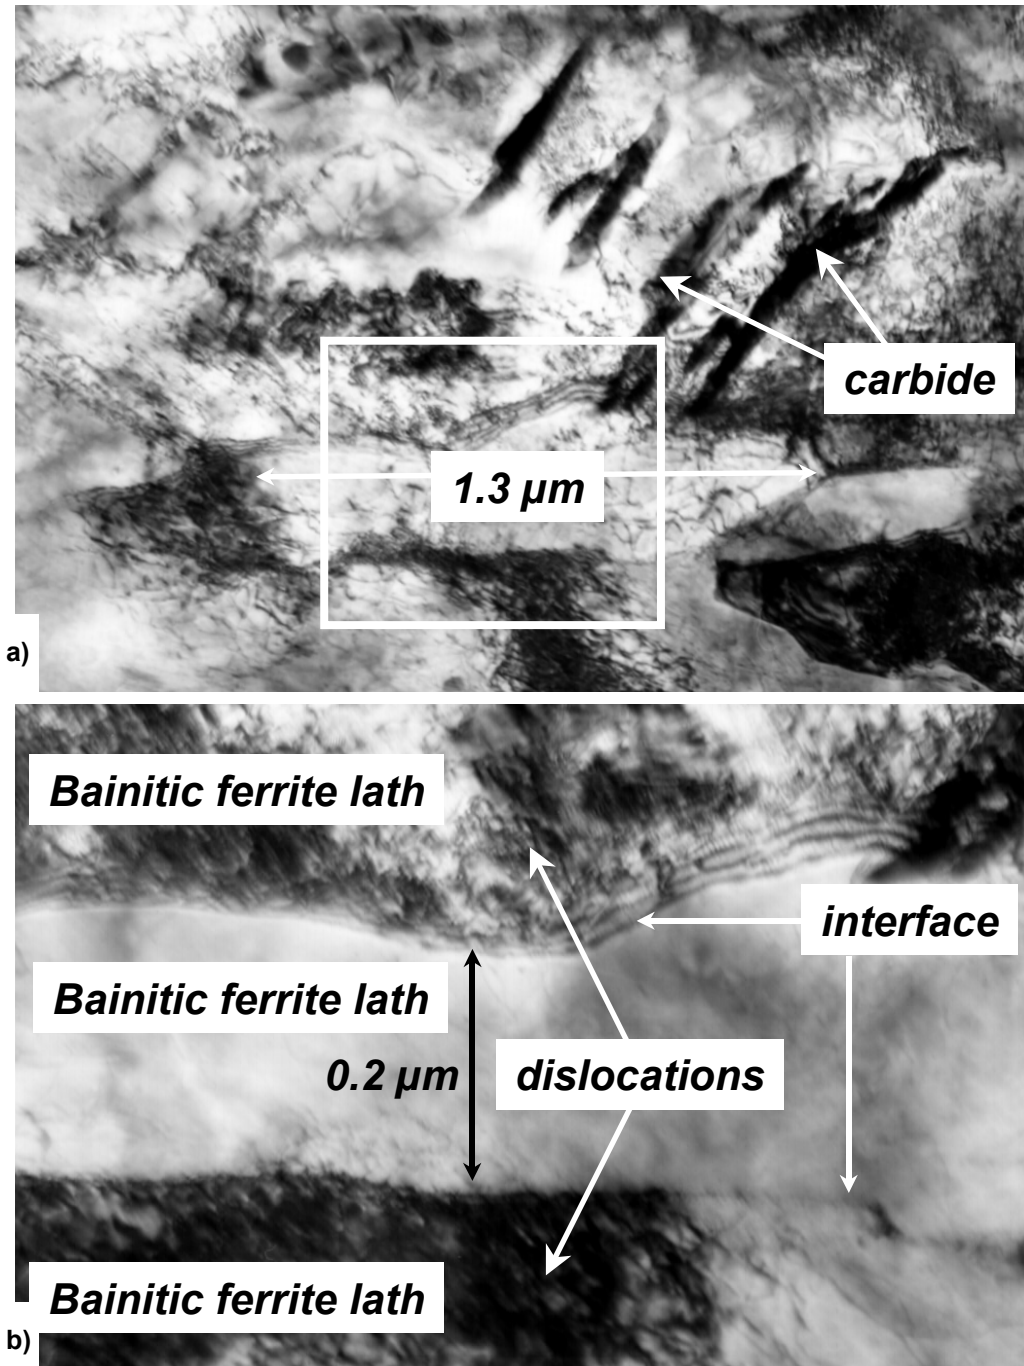 carbide
1.3 µm
a)
Bainitic ferrite lath
interface
Bainitic ferrite lath
0.2 µm
dislocations
Bainitic ferrite lath
b)